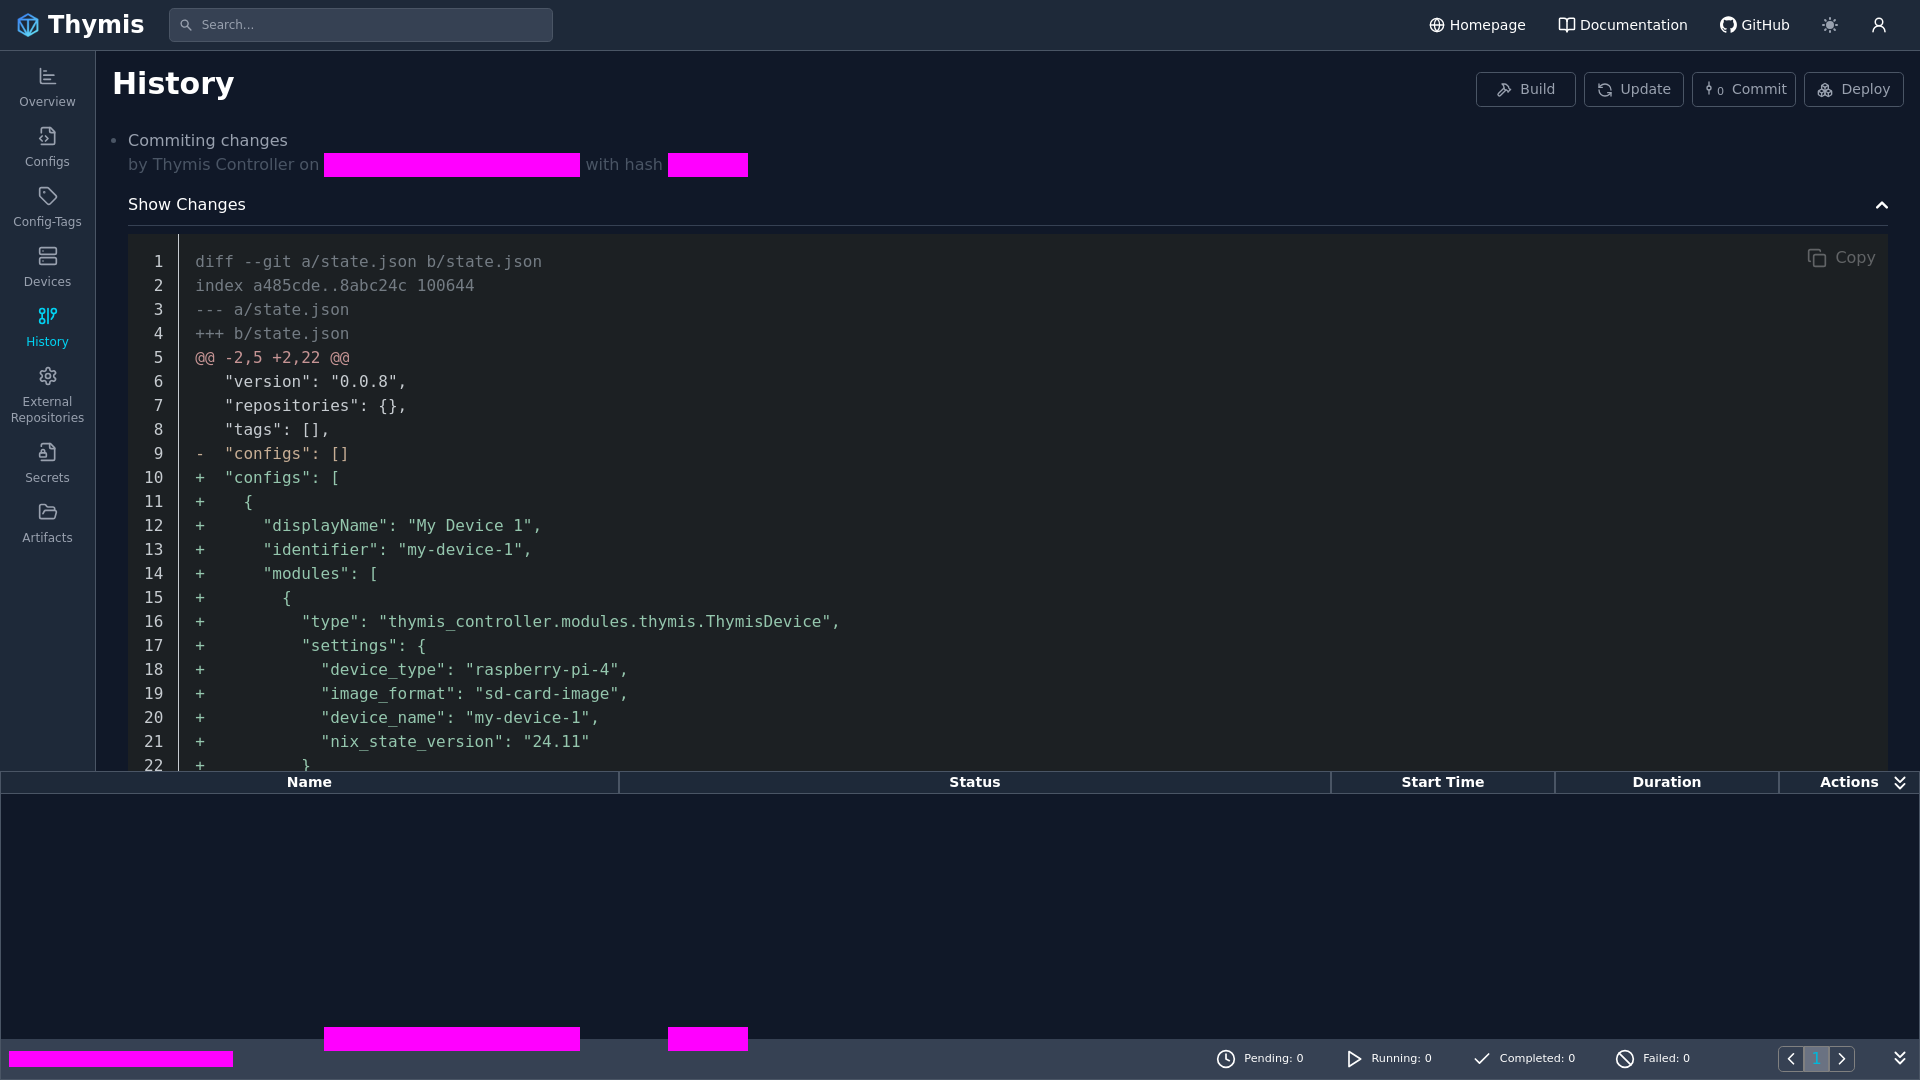 Thymis
Search...
Homepage
Documentation
GitHub
Overview
Configs
Config-Tags
Devices
History
External
Repositories
Secrets
Artifacts
History
Build
Update
0 Commit
Deploy
Commiting changes
by Thymis Controller on
with hash
Show Changes
Copy
1 diff --git a/state.json b/state.json
2 index a485cde..8abc24c 100644
3 --- a/state.json
4 +++ b/state.json
5 @@ -2,5 +2,22 @@
6 "version": "0.0.8",
7 "repositories": {},
8 "tags": [],
9 - "configs": []
10 + "configs": [
11 + {
12 + "displayName": "My Device 1",
13 + "identifier": "my-device-1",
14 + "modules": [
15 + {
16 + "type": "thymis_controller.modules.thymis.ThymisDevice",
17 + "settings": {
18 + "device_type": "raspberry-pi-4",
19 + "image_format": "sd-card-image",
20 + "device_name": "my-device-1",
21 + "nix_state_version": "24.11"
22 + }
Name Status Start Time Duration Actions
Pending: 0
Running: 0
Completed: 0
Failed: 0
1